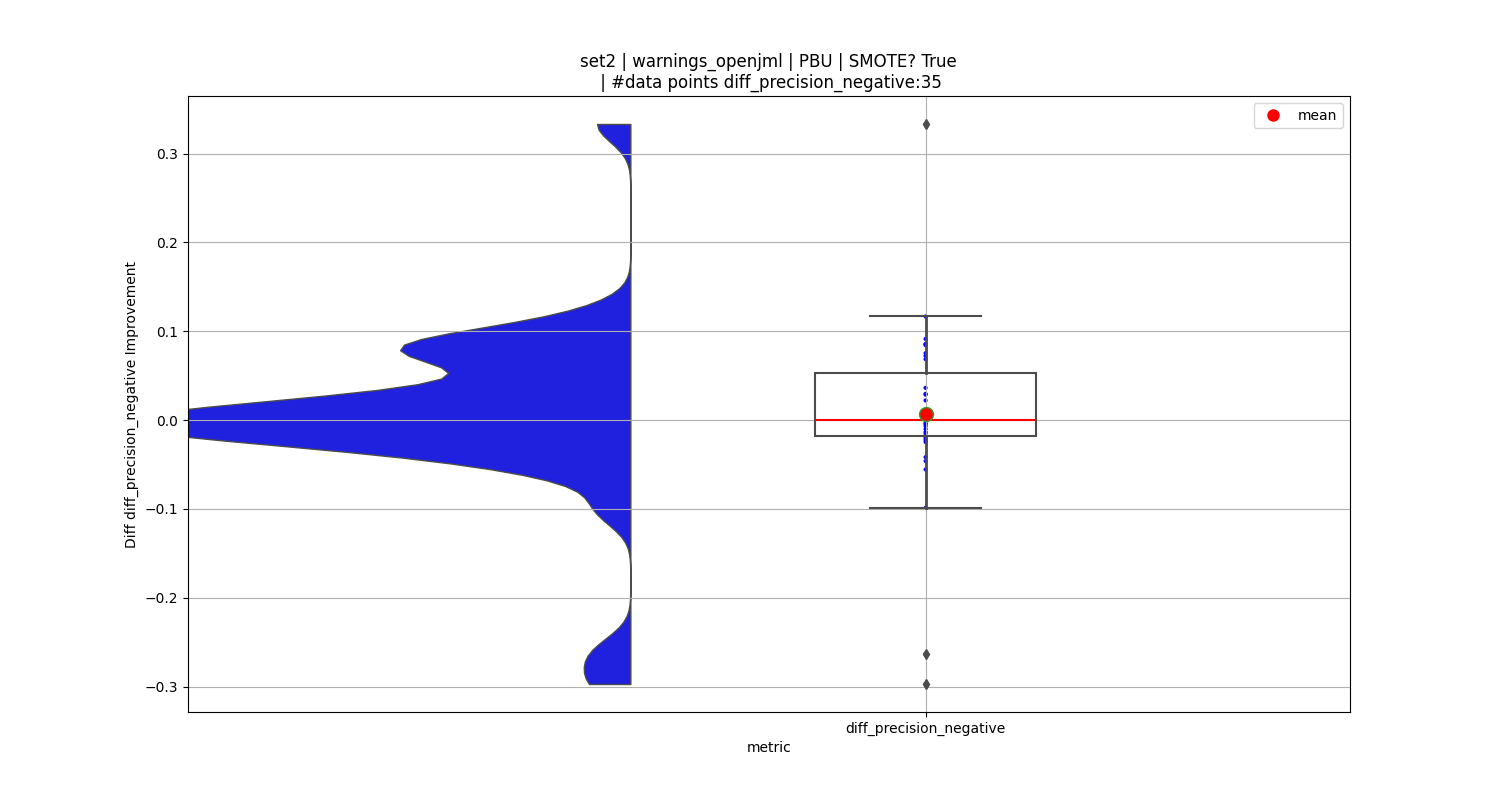 set2 | warnings_openjml | PBU | SMOTE? True
| #data points diff_precision_negative:35
mean
0.3
0.2
0.1
0.0
−0.1
−0.2
−0.3
Diff diff_precision_negative Improvement
diff_precision_negative
metric